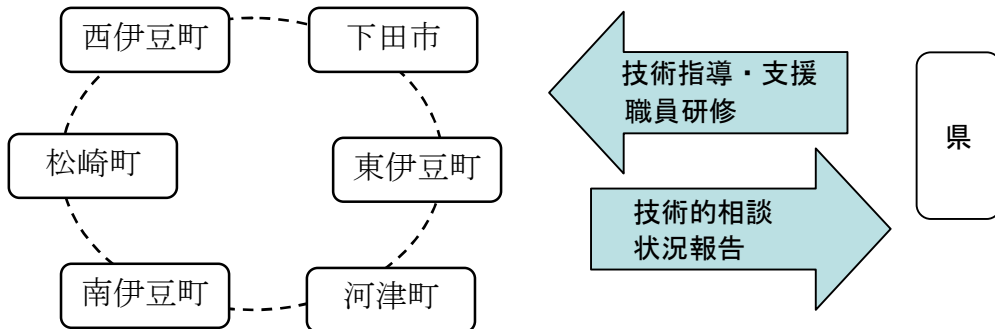 西伊豆町
下田市
松崎町
東伊豆町
南伊豆町
河津町
技術指導・支援
職員研修
技術的相談
状況報告
県